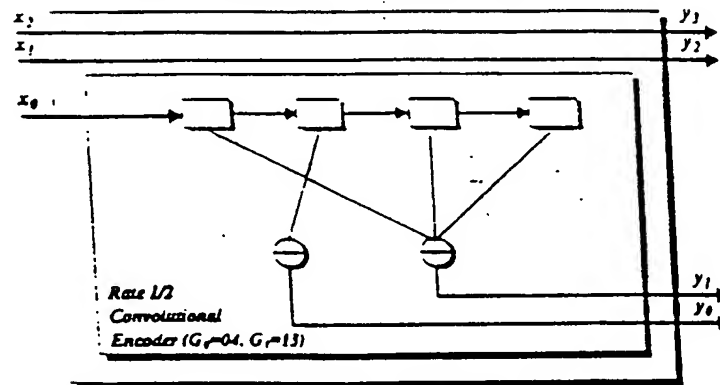 x₂ y₃
x₁ y₂
x₀
y₁
Rate 1/2
y₀
Convolutional
Encoder (G₀=04, G₁=13)